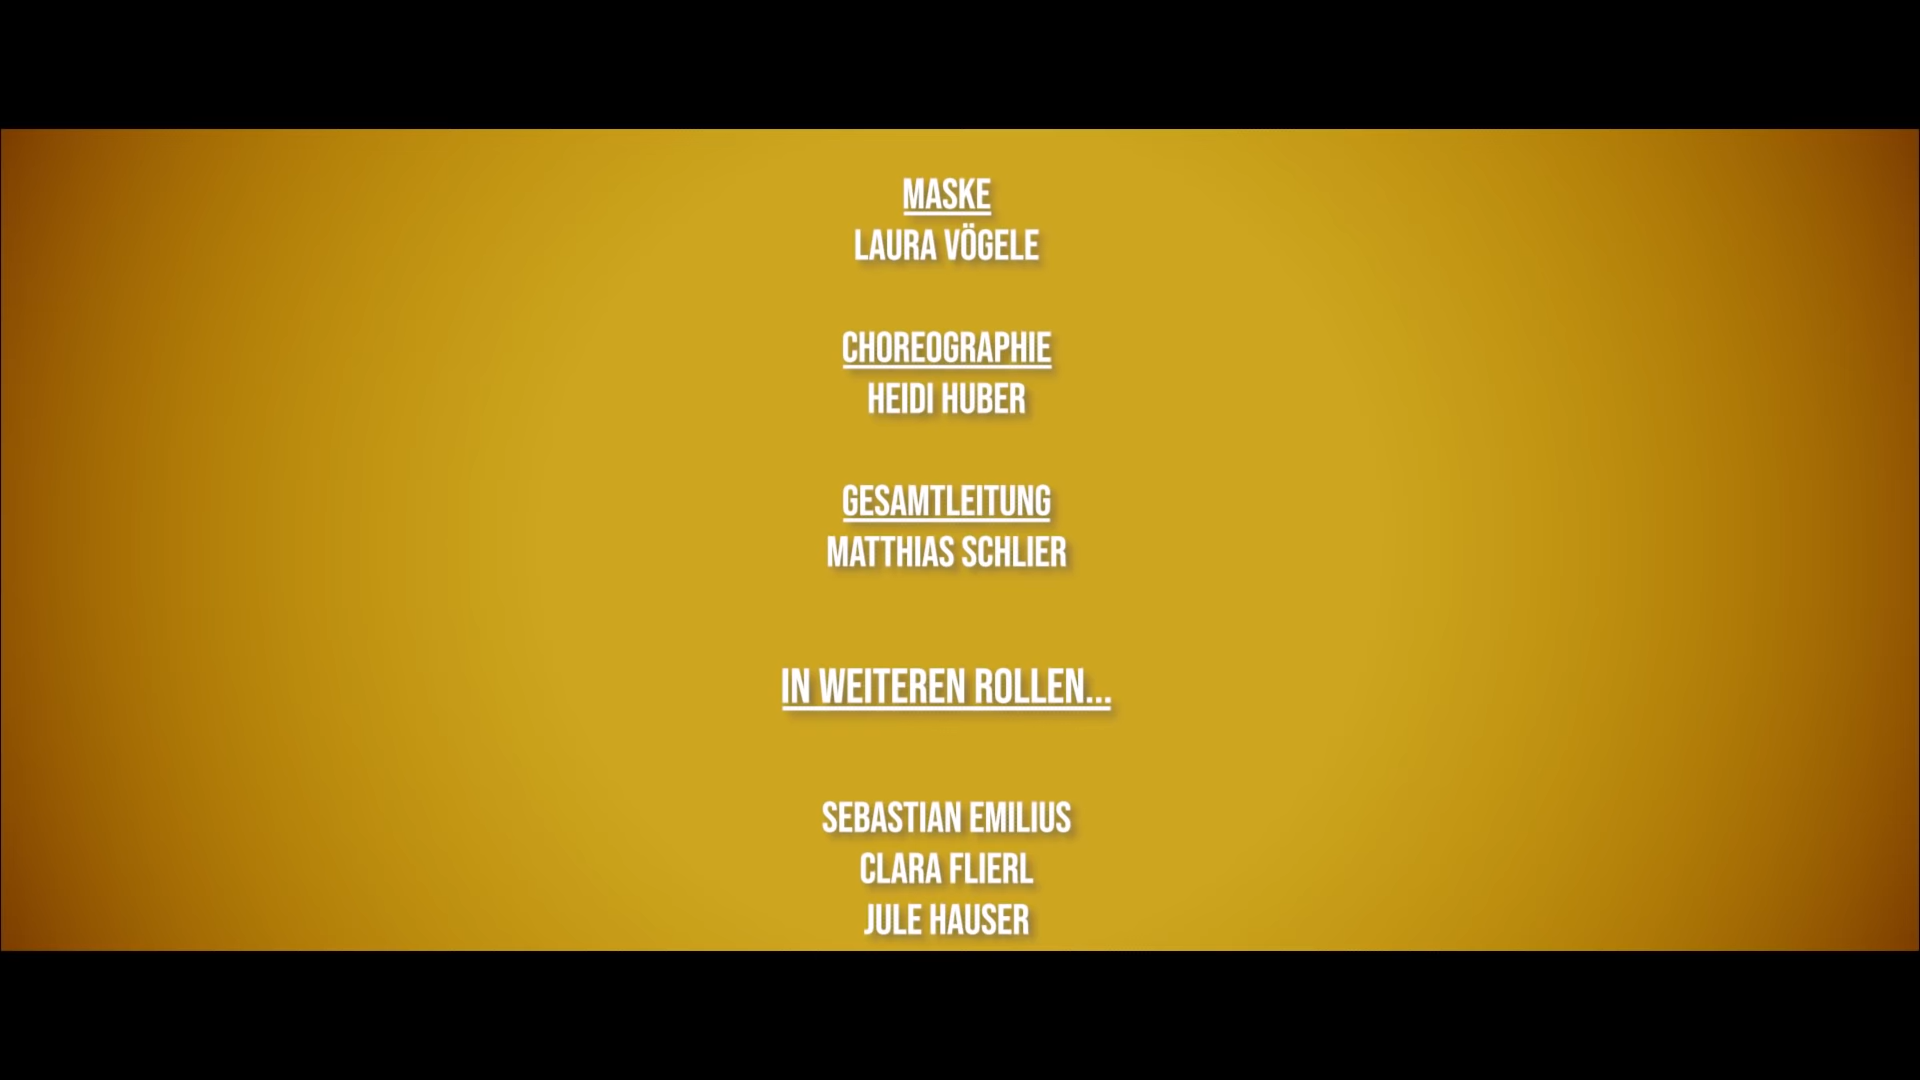 MASKE
LAURA VÖGELE
CHOREOGRAPHIE
HEIDI HUBER
GESAMTLEITUNG
MATTHIAS SCHLIER
IN WEITEREN ROLLEN...
SEBASTIAN EMILIUS
CLARA FLIERL
JULE HAUSER